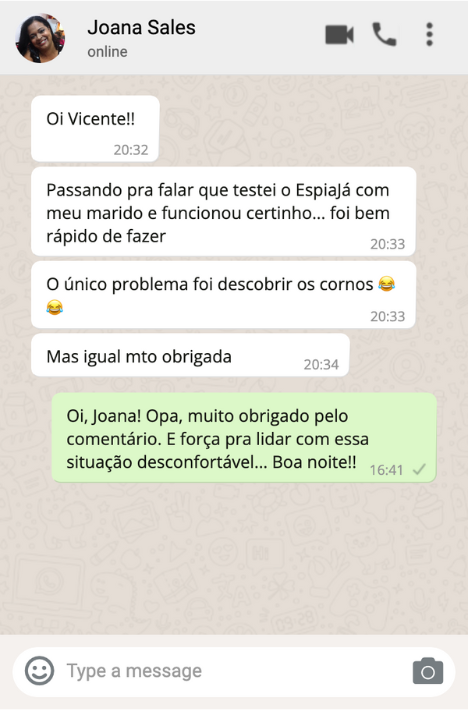 Joana Sales
online
Oi Vicente!!
20:32
Passando pra falar que testei o EspiaJá com
meu marido e funcionou certinho... foi bem
rápido de fazer
20:33
O único problema foi descobrir os cornos 😂
😂
20:33
Mas igual mto obrigada
20:34
Oi, Joana! Opa, muito obrigado pelo
comentário. E força pra lidar com essa
situação desconfortável... Boa noite!!
16:41
Type a message